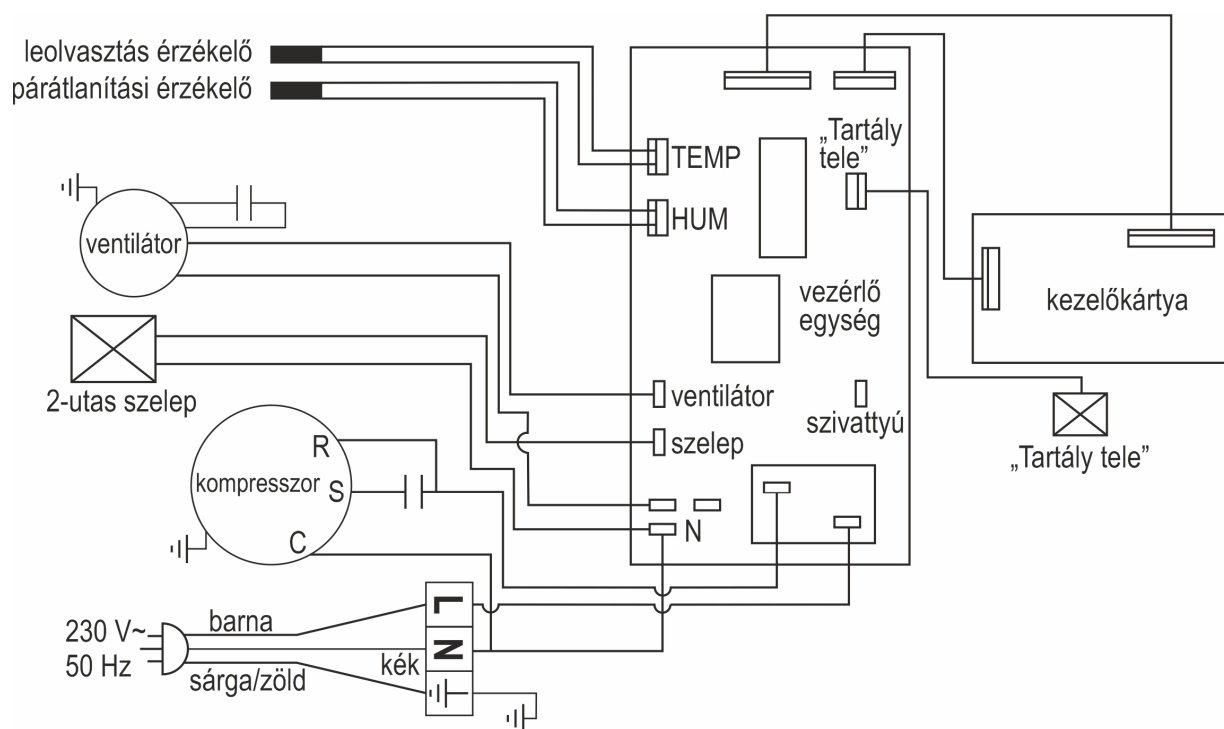 leolvasztás érzékelő
párátlanítási érzékelő
TEMP
„Tartály
tele”
HUM
ventilátor
vezérlő
egység
kezelőkártya
2-utas szelep
ventilátor
szivattyú
szelep
„Tartály tele”
R
kompresszor
S
C
N
L
barna
230 V~
50 Hz
N
kék
sárga/zöld